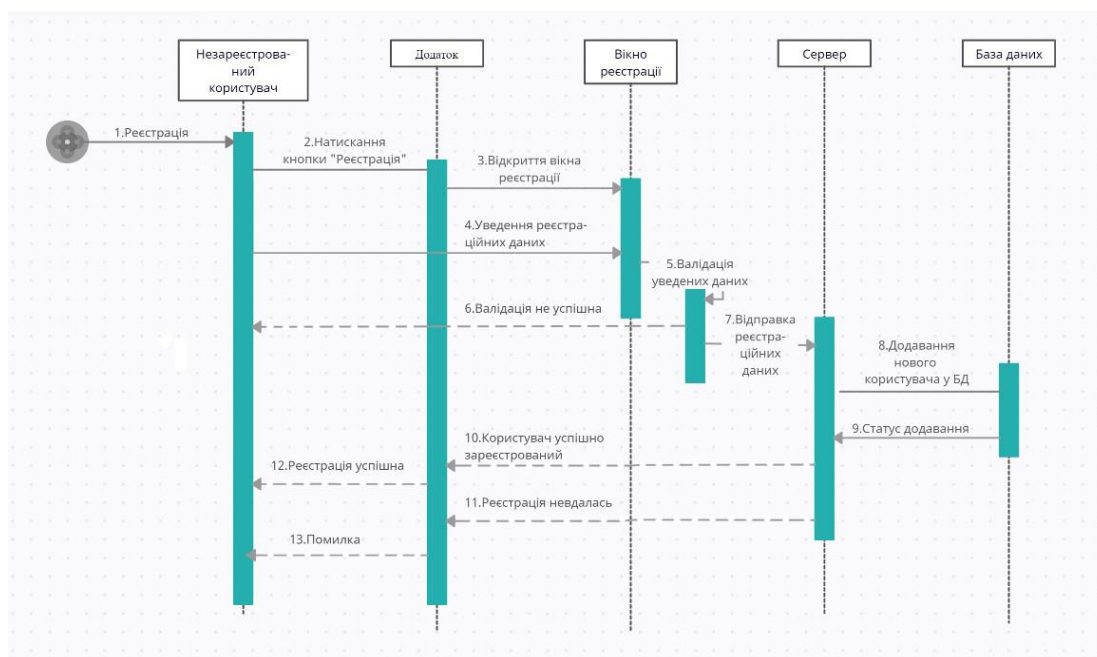 Незареєстрова-
ний
користувач
Додаток
Вікно
реєстрації
Сервер
База даних
1.Реєстрація
2.Натискання
кнопки "Реєстрація"
3.Відкриття вікна
реєстрації
4.Уведення реєстра-
ційних даних
5.Валідація
уведених даних
6.Валідація не успішна
7.Відправка
реєстра-
ційних
даних
8.Додавання
нового
користувача у БД
9.Статус додавання
10.Користувач успішно
зареєстрований
12.Реєстрація успішна
11.Реєстрація невдалась
13.Помилка